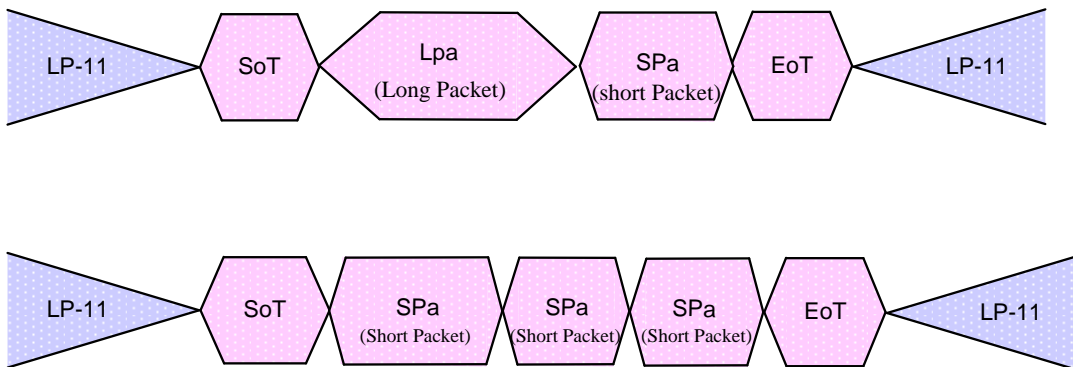 LP-11
SoT
Lpa
(Long Packet)
SPa
(short Packet)
EoT
LP-11
LP-11
SoT
SPa
(Short Packet)
SPa
(Short Packet)
SPa
(Short Packet)
EoT
LP-11